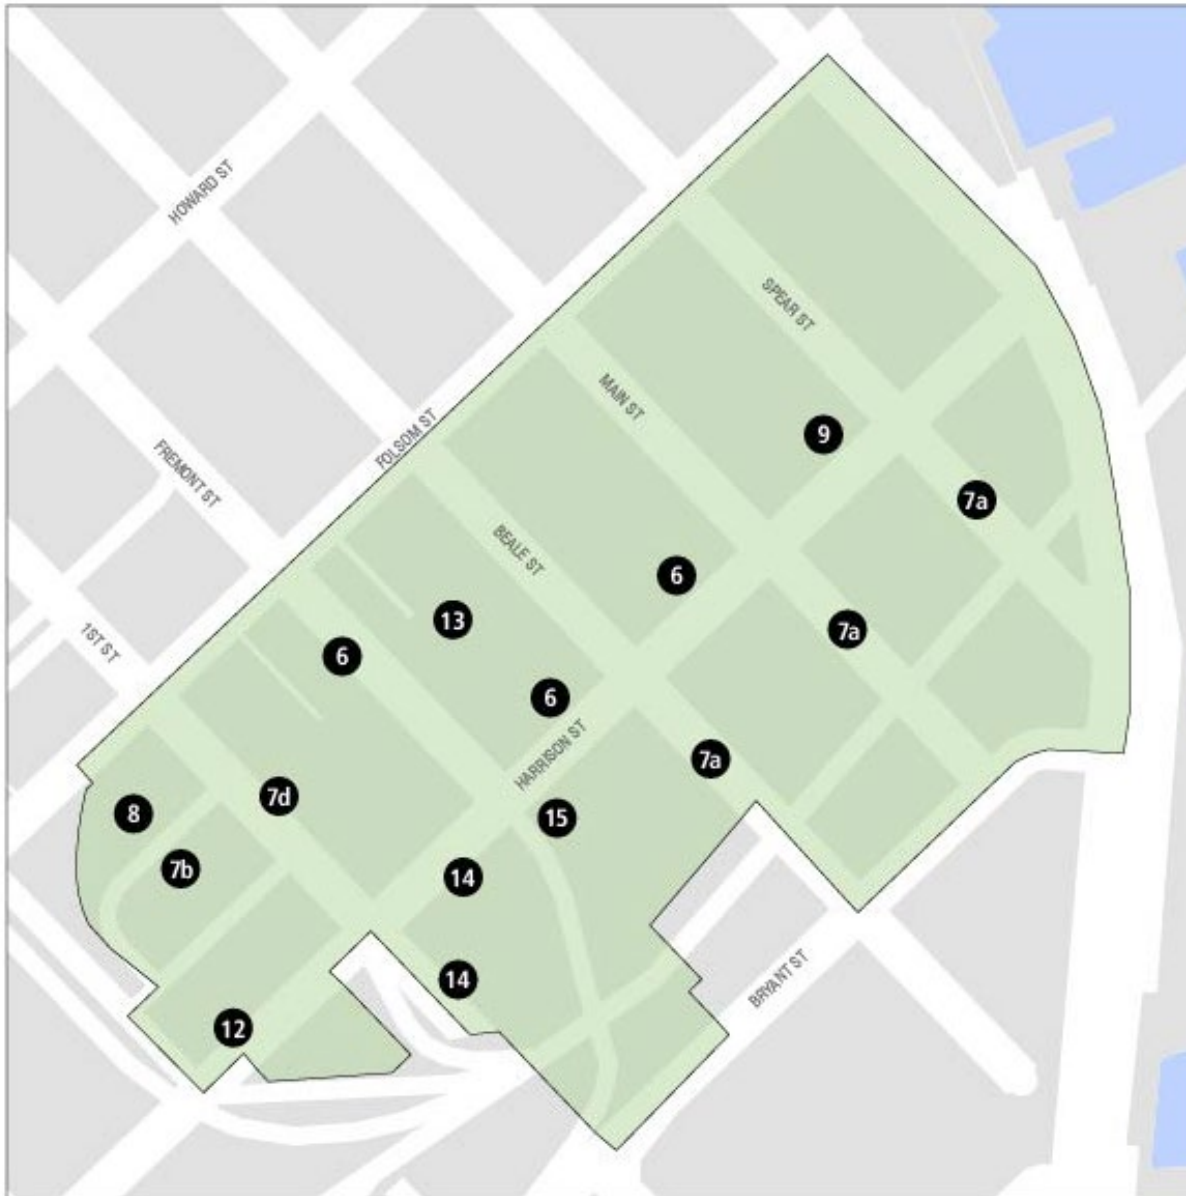 HOWARD ST
SPEAR ST
MAIN ST
FOLSOM ST
9
FREMONT ST
7a
BEALE ST
6
13
7a
1ST ST
6
6
HARRISON ST
7a
7d
8
15
7b
14
14
BRYANT ST
12